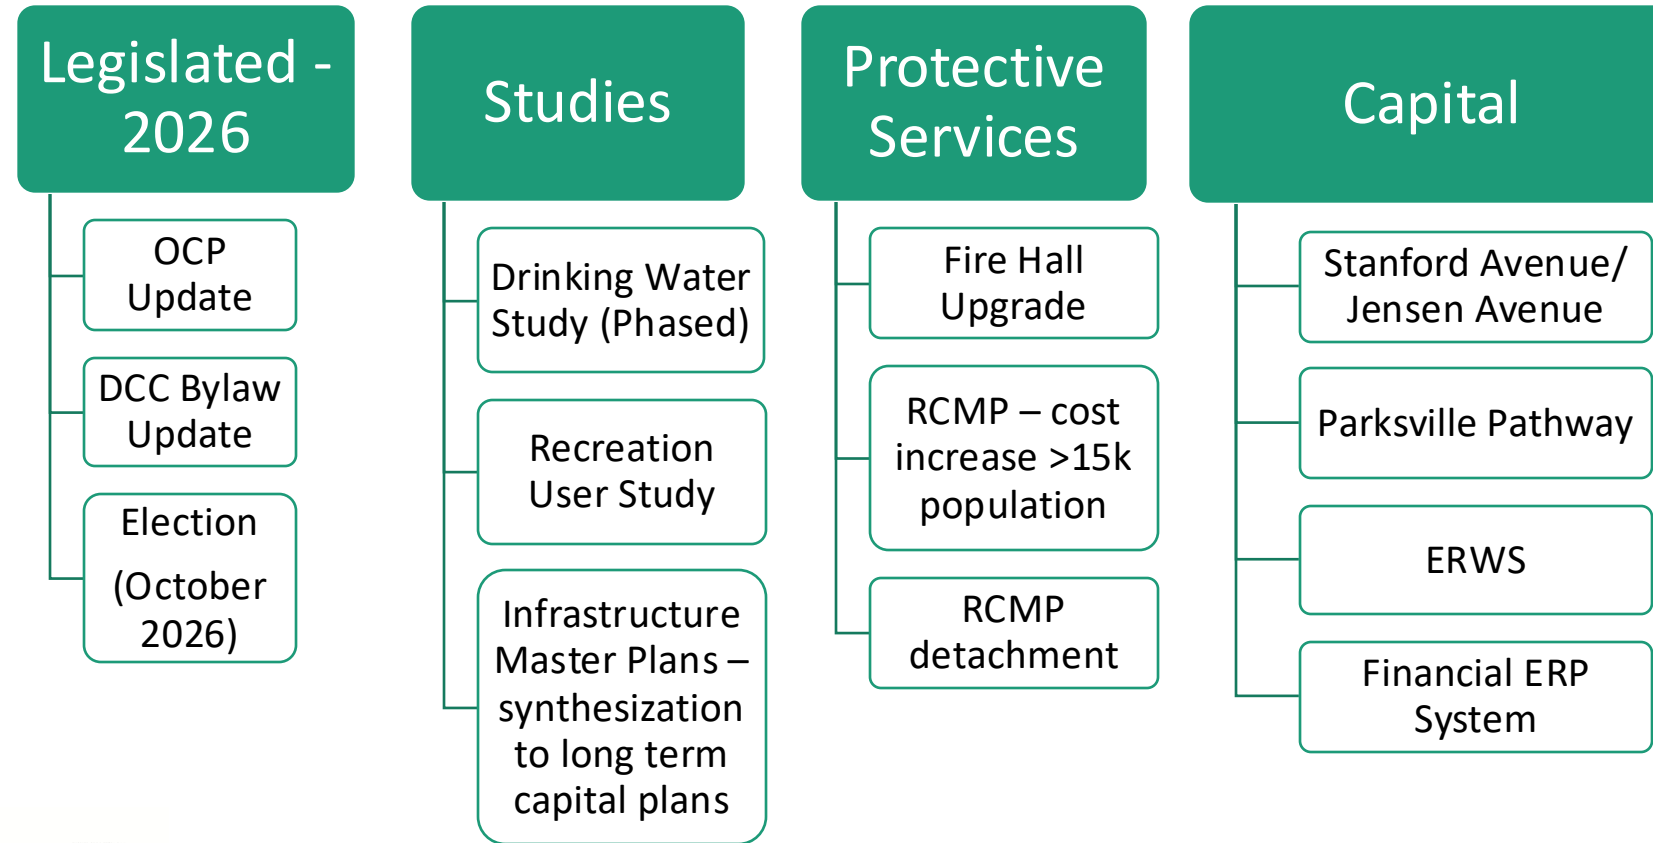 Legislated -
2026
OCP
Update
DCC Bylaw
Update
Election
(October
2026)
Studies
Drinking Water
Study (Phased)
Recreation
User Study
Infrastructure
Master Plans –
synthesization
to long term
capital plans
Protective
Services
Fire Hall
Upgrade
RCMP – cost
increase >15k
population
RCMP
detachment
Capital
Stanford Avenue/
Jensen Avenue
Parksville Pathway
ERWS
Financial ERP
System